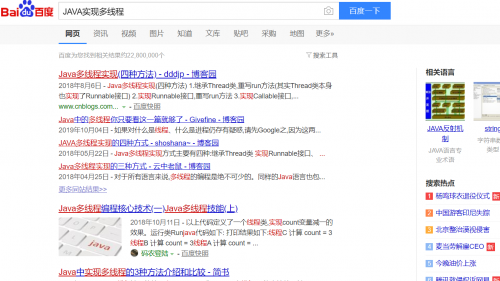 Bai du 百度
JAVA实现多线程
百度一下
网页 资讯 视频 图片 知道 文库 贴吧 采购 地图 更多»
百度为您找到相关结果约22,800,000个
搜索工具
Java多线程实现(四种方法) - dddip - 博客园
2018年8月6日 - Java多线程实现(四种方法) 1.继承Thread类,重写run方法(其实Thread类本
身也实现了Runnable接口) 2.实现Runnable接口,重写run方法 3.实现Callable接口,...
www.cnblogs.com... - 百度快照
Java中的多线程你只要看这一篇就够了 - Givefine - 博客园
2019年10月04日 - 如果对什么是线程、什么是进程仍存有疑惑,请先Google之,因为这两...
JAVA多线程实现的四种方式 - shoshana~ - 博客园
2018年05月22日 - Java多线程实现方式主要有四种:继承Thread类 实现Runnable接口、 ...
Java多线程实现的三种方式 - 云中老鼠 - 博客园
2018年04月25日 - 对于所有语言来说,多线程的编程是绝不可少的。同样的Java语言也包...
更多同站结果>>
Java多线程编程核心技术(一)Java多线程技能(上)
java
2018年10月11日 - 以上代码定义了一个线程类,实现count变量减一的
效果。运行类Runjava代码如下: 打印结果如下:线程C 计算 count = 3
线程B 计算 count = 3线程A 计算 count = ...
码农登陆 - 百度快照
Java中实现多线程的3种方法介绍和比较 - 简书
相关语言
JAVA反射机
制
JAVA语言专
业术语
string
字符串
类型
搜索热点
1 杨鸣球衣退役仪式 新
2 中国游客印尼失踪
3 北京整治漠视侵害
4 麦当劳解雇CEO 新
5 今晚油价上涨